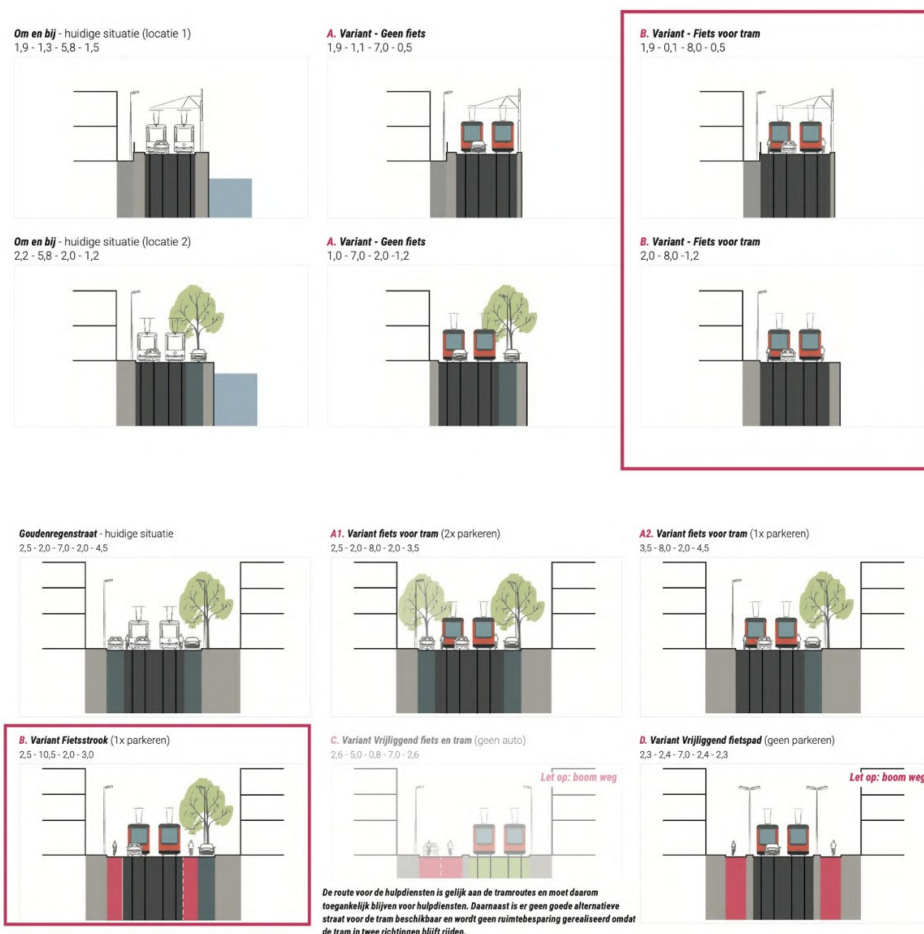 Om en bij - huidige situatie (locatie 1)
1,9 - 1,3 - 5,8 - 1,5
A. Variant - Geen fiets
1,9 - 1,1 - 7,0 - 0,5
B. Variant - Fiets voor tram
1,9 - 0,1 - 8,0 - 0,5
Om en bij - huidige situatie (locatie 2)
2,2 - 5,8 - 2,0 - 1,2
A. Variant - Geen fiets
1,0 - 7,0 - 2,0 -1,2
B. Variant - Fiets voor tram
2,0 - 8,0 -1,2
Goudenregenstraat - huidige situatie
2,5 - 2,0 - 7,0 - 2,0 - 4,5
A1. Variant fiets voor tram (2x parkeren)
2,5 - 2,0 - 8,0 - 2,0 - 3,5
A2. Variant fiets voor tram (1x parkeren)
3,5 - 8,0 - 2,0 - 4,5
B. Variant Fietsstrook (1x parkeren)
2,5 - 10,5 - 2,0 - 3,0
C. Variant Vrijliggend fiets en tram (geen auto)
2,6 - 5,0 - 0,8 - 7,0 - 2,6
Let op: boom weg
D. Variant Vrijliggend fietspad (geen parkeren)
2,3 - 2,4 - 7,0 - 2,4 - 2,3
Let op: boom weg
De route voor de hulpdiensten is gelijk aan de tramroutes en moet daarom
toegankelijk blijven voor hulpdiensten. Daarnaast is er geen goede alternatieve
straat voor de tram beschikbaar en wordt geen ruimtebesparing gerealiseerd omdat
de tram in twee richtingen blijft rijden.